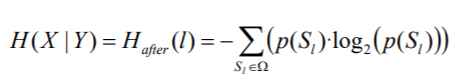 H(X | Y) = H_after(l) = −∑_{S_l ∈ Ω} (p(S_l)·log_2(p(S_l)))